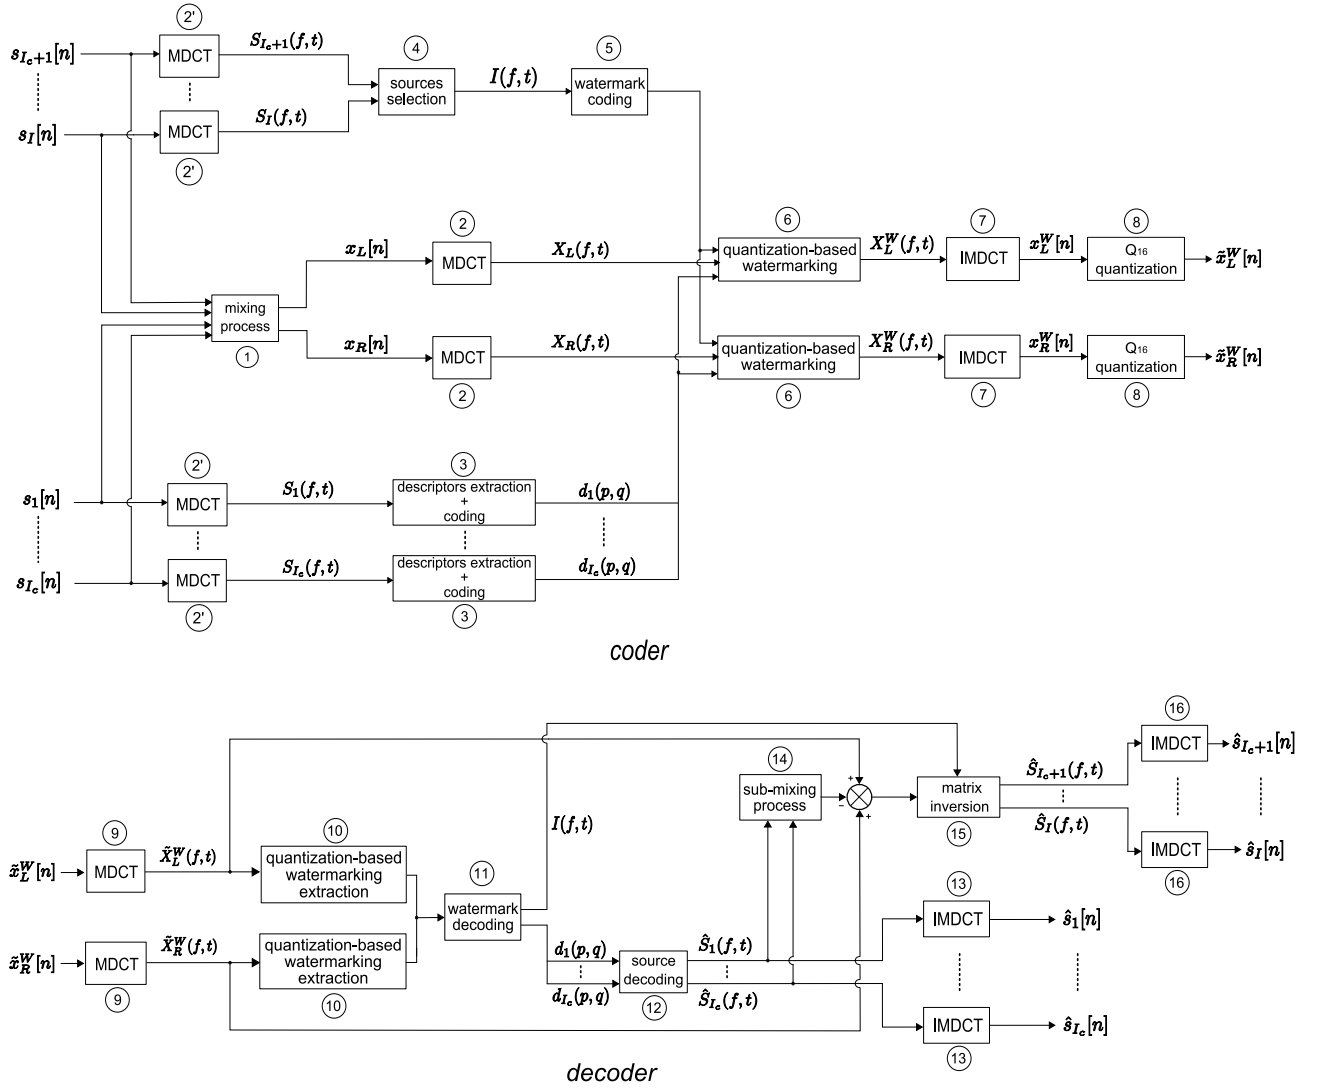 2'
s_{I_c+1}[n]
MDCT
S_{I_c+1}(f,t)
4
5
sources
selection
I(f,t)
watermark
coding
s_I[n]
MDCT
S_I(f,t)
2'
x_L[n]
2
MDCT
X_L(f,t)
6
quantization-based
watermarking
X_L^W(f,t)
7
IMDCT
x_L^W[n]
8
Q16
quantization
x̃_L^W[n]
mixing
process
1
x_R[n]
MDCT
2
X_R(f,t)
quantization-based
watermarking
6
X_R^W(f,t)
IMDCT
7
x_R^W[n]
Q16
quantization
8
x̃_R^W[n]
2'
s_1[n]
MDCT
S_1(f,t)
3
descriptors extraction
+
coding
d_1(p,q)
s_{I_c}[n]
MDCT
2'
S_{I_c}(f,t)
descriptors extraction
+
coding
3
d_{I_c}(p,q)
coder
16
IMDCT
ŝ_{I_c+1}[n]
14
sub-mixing
process
+
−
+
matrix
inversion
15
Ŝ_{I_c+1}(f,t)
Ŝ_I(f,t)
IMDCT
16
ŝ_I[n]
I(f,t)
9
x̃_L^W[n]
MDCT
X̃_L^W(f,t)
10
quantization-based
watermarking
extraction
11
watermark
decoding
x̃_R^W[n]
MDCT
9
X̃_R^W(f,t)
quantization-based
watermarking
extraction
10
d_1(p,q)
d_{I_c}(p,q)
source
decoding
12
Ŝ_1(f,t)
Ŝ_{I_c}(f,t)
13
IMDCT
ŝ_1[n]
IMDCT
13
ŝ_{I_c}[n]
decoder